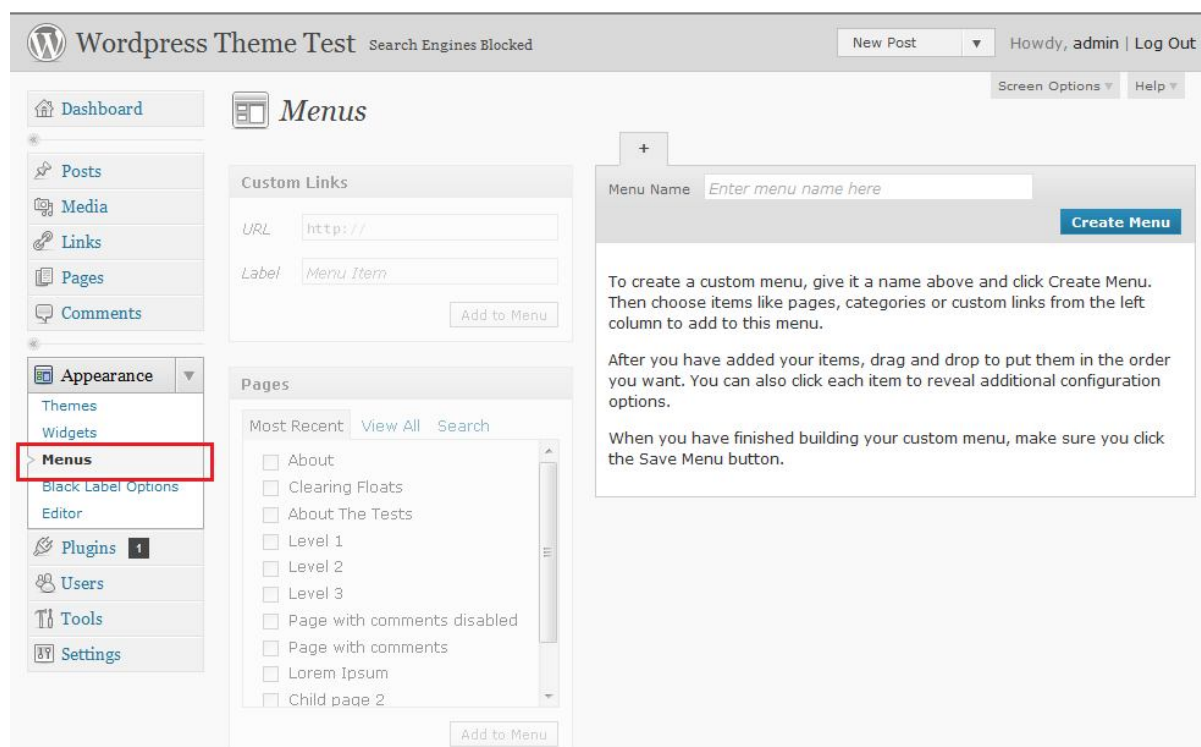 Wordpress Theme Test Search Engines Blocked
New Post
Howdy, admin | Log Out
Screen Options
Help
Dashboard
Posts
Media
Links
Pages
Comments
Appearance
Themes
Widgets
Menus
Black Label Options
Editor
Plugins 1
Users
Tools
Settings
Menus
Custom Links
URL http://
Label Menu Item
Add to Menu
Pages
Most Recent View All Search
About
Clearing Floats
About The Tests
Level 1
Level 2
Level 3
Page with comments disabled
Page with comments
Lorem Ipsum
Child page 2
Add to Menu
+
Menu Name Enter menu name here
Create Menu
To create a custom menu, give it a name above and click Create Menu.
Then choose items like pages, categories or custom links from the left
column to add to this menu.
After you have added your items, drag and drop to put them in the order
you want. You can also click each item to reveal additional configuration
options.
When you have finished building your custom menu, make sure you click
the Save Menu button.